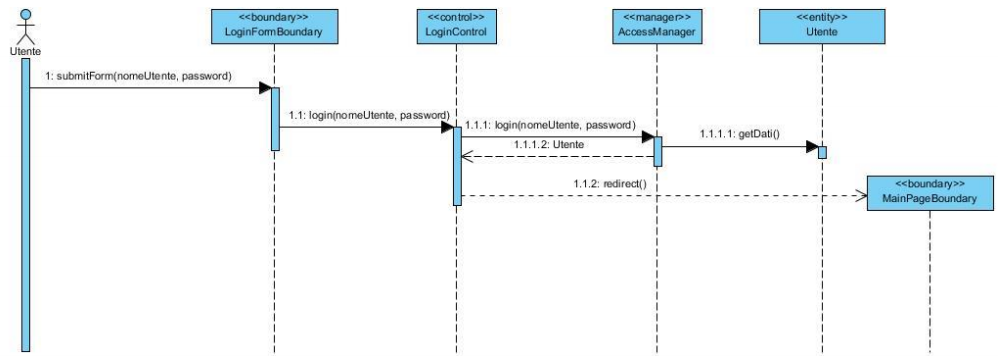 Utente
<<boundary>>
LoginFormBoundary
<<control>>
LoginControl
<<manager>>
AccessManager
<<entity>>
Utente
1: submitForm(nomeUtente, password)
1.1: login(nomeUtente, password)
1.1.1: login(nomeUtente, password)
1.1.1.1: getDati()
1.1.1.2: Utente
1.1.2: redirect()
<<boundary>>
MainPageBoundary